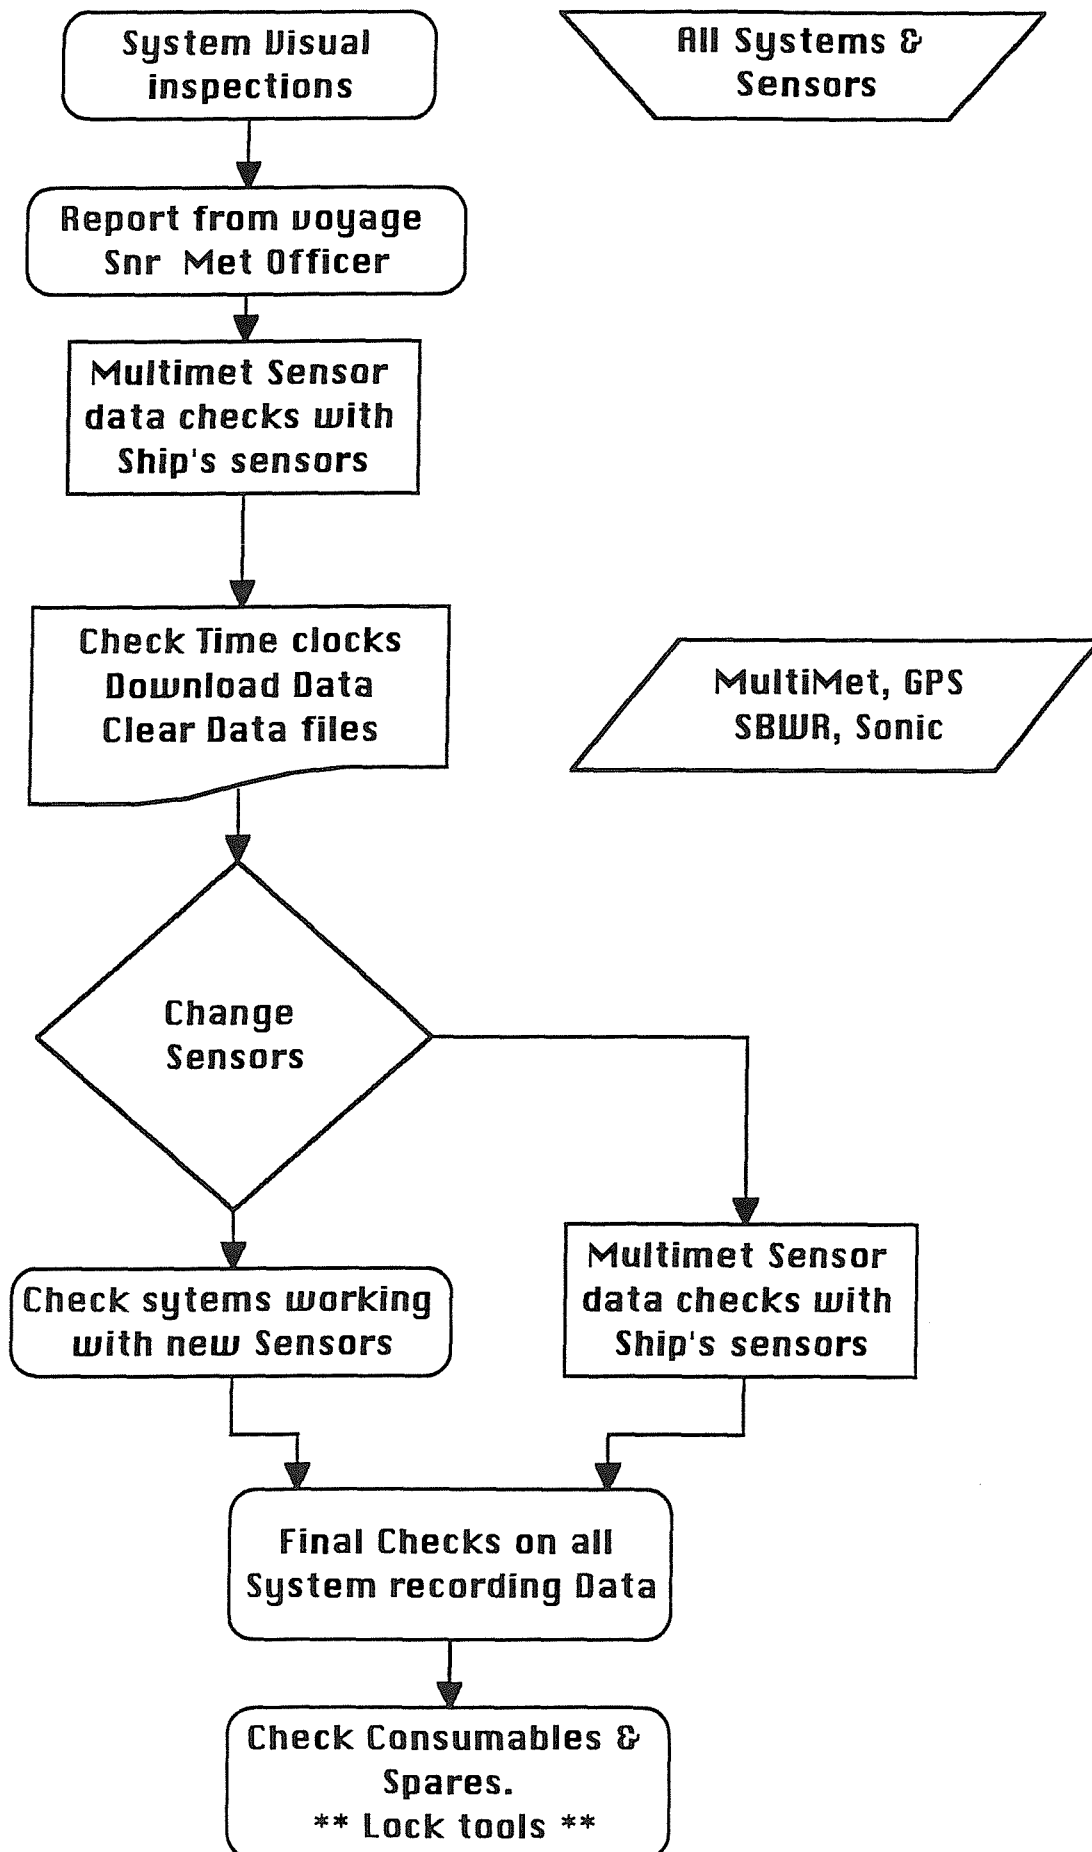 System Visual
inspections
All Systems &
Sensors
Report from voyage
Snr Met Officer
Multimet Sensor
data checks with
Ship's sensors
Check Time clocks
Download Data
Clear Data files
MultiMet, GPS
SBWR, Sonic
Change
Sensors
Check sytems working
with new Sensors
Multimet Sensor
data checks with
Ship's sensors
Final Checks on all
System recording Data
Check Consumables &
Spares.
** Lock tools **